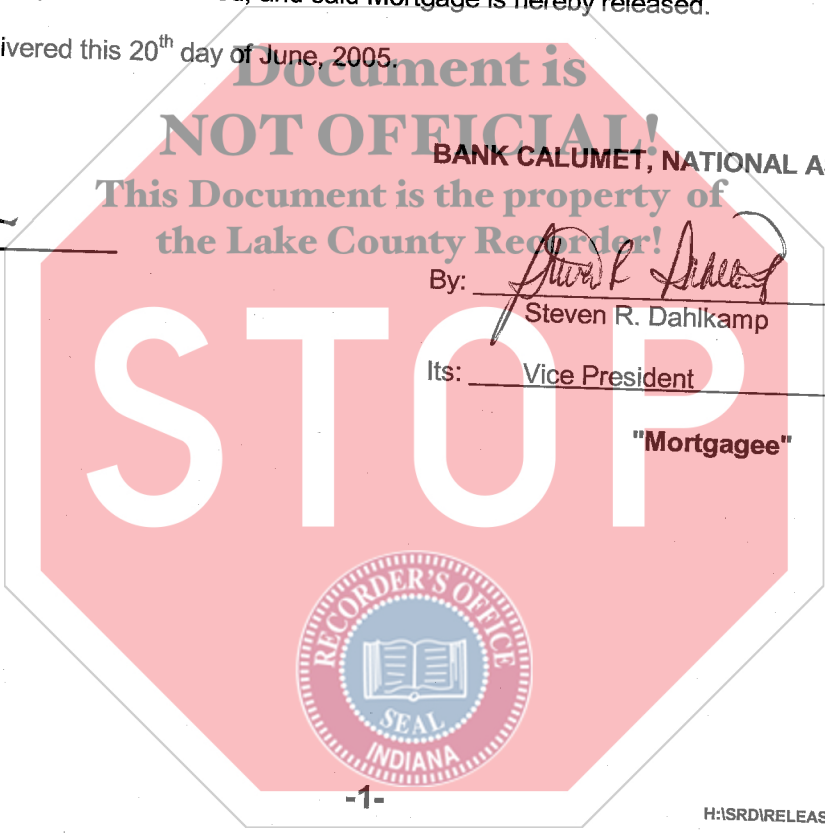 and said Mortgage is hereby released.
ivered this 20th day of June, 2005.
Document is
NOT OFFICIAL!
BANK CALUMET, NATIONAL A
This Document is the property of
the Lake County Recorder!
By:
Steven R. Dahlkamp
Its: Vice President
"Mortgagee"
STOP
RECORDER'S OFFICE
SEAL
INDIANA
-1-
H:\SRD\RELEAS